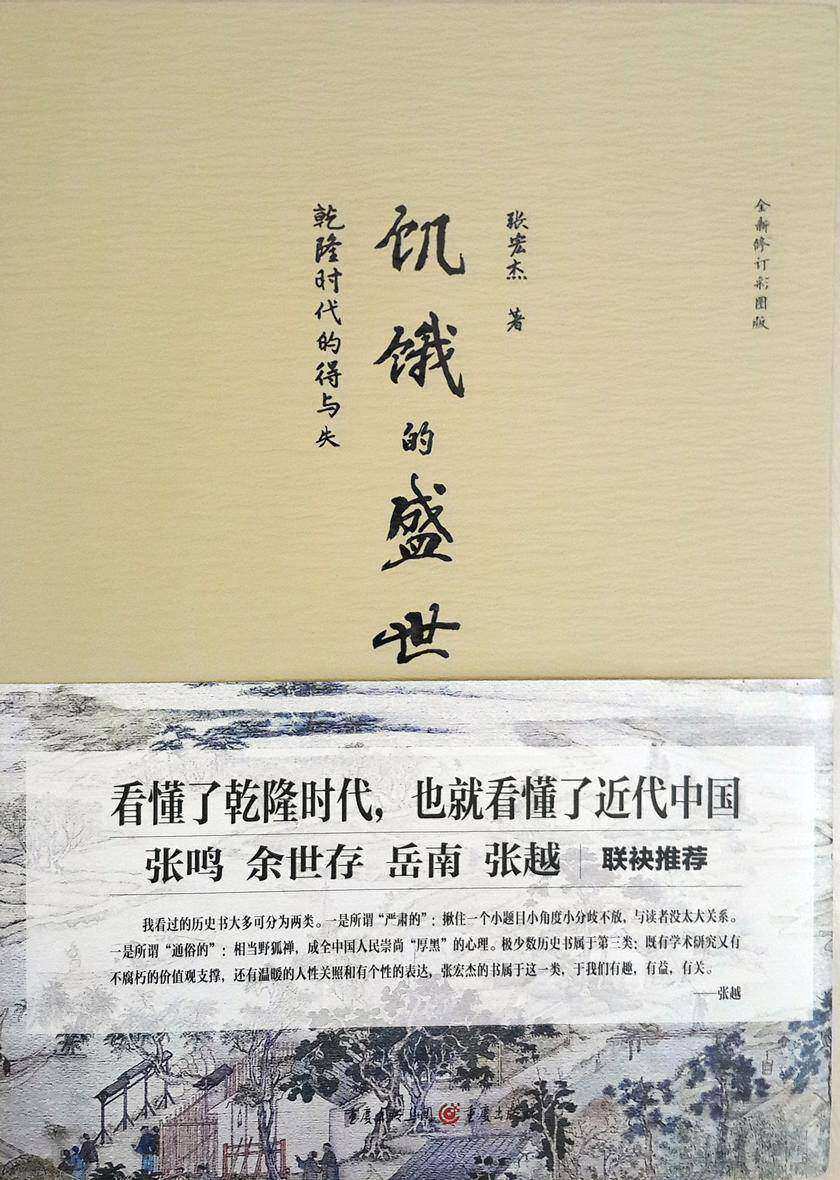 全新修订彩图版
张宏杰 著
饥饿的盛世
乾隆时代的得与失
看懂了乾隆时代，也就看懂了近代中国
张鸣 余世存 岳南 张越 | 联袂推荐
我看过的历史书大多可分为两类。一是所谓“严肃的”：揪住一个小题目小角度小分歧不放，与读者没太大关系。
一是所谓“通俗的”：相当野狐禅，成全中国人民崇尚“厚黑”的心理。极少数历史书属于第三类：既有学术研究又有
不腐朽的价值观支撑，还有温暖的人性关照和有个性的表达，张宏杰的书属于这一类，于我们有趣，有益，有关。
——张越
重庆出版